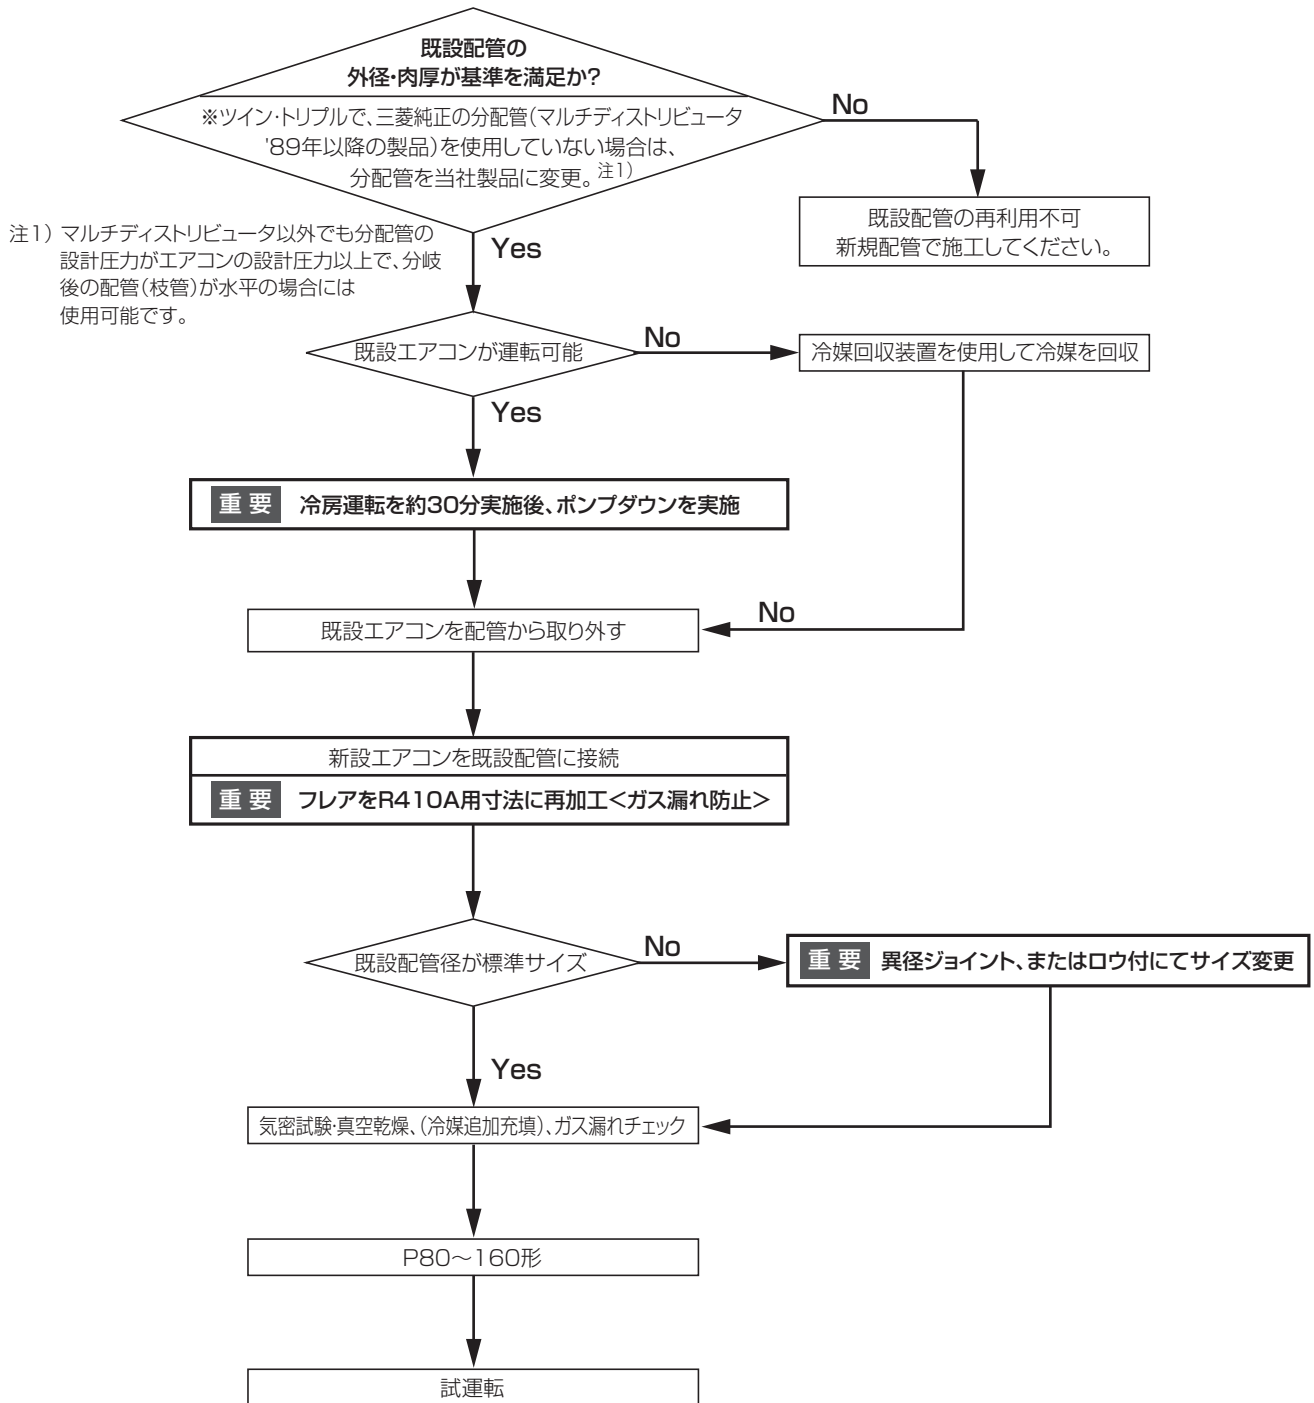 既設配管の
外径・肉厚が基準を満足か?
※ツイン・トリプルで、三菱純正の分配管(マルチディストリビュータ
'89年以降の製品)を使用していない場合は、
分配管を当社製品に変更。注1)
No
既設配管の再利用不可
新規配管で施工してください。
注1) マルチディストリビュータ以外でも分配管の
設計圧力がエアコンの設計圧力以上で、分岐
後の配管(枝管)が水平の場合には
使用可能です。
Yes
既設エアコンが運転可能
No
冷媒回収装置を使用して冷媒を回収
Yes
重要 冷房運転を約30分実施後、ポンプダウンを実施
既設エアコンを配管から取り外す
No
新設エアコンを既設配管に接続
重要 フレアをR410A用寸法に再加工<ガス漏れ防止>
既設配管径が標準サイズ
No
重要 異径ジョイント、またはロウ付にてサイズ変更
Yes
気密試験・真空乾燥、(冷媒追加充填)、ガス漏れチェック
P80〜160形
試運転